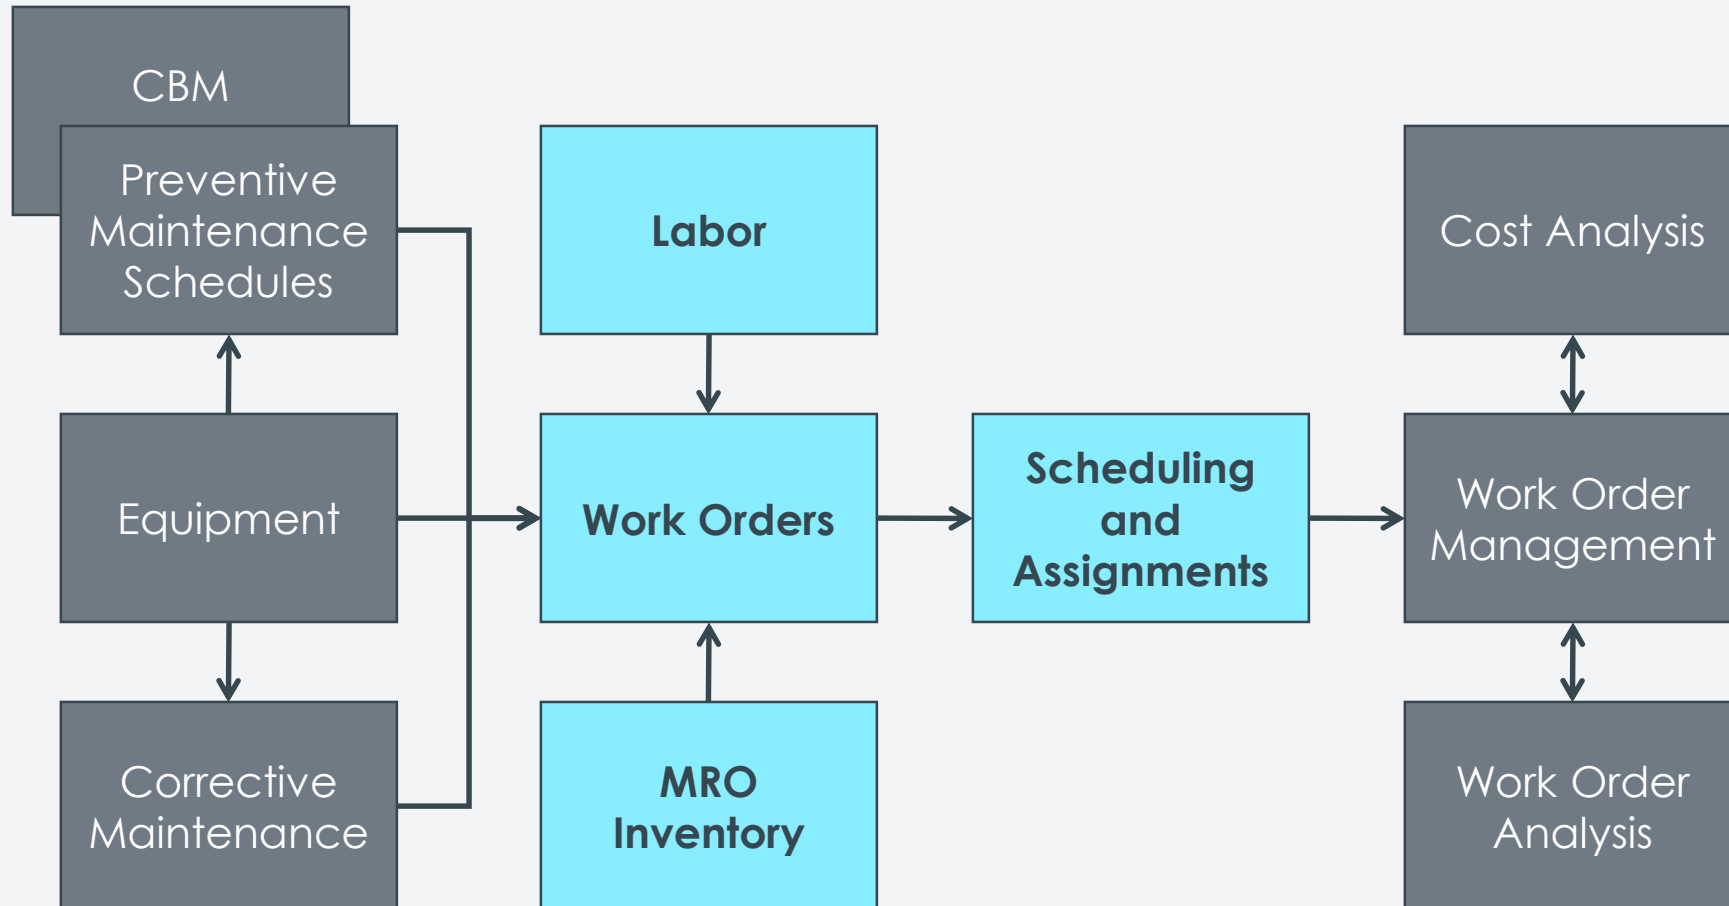 CBM
Preventive
Maintenance
Schedules
Labor
Cost Analysis
Equipment
Work Orders
Scheduling
and
Assignments
Work Order
Management
Corrective
Maintenance
MRO
Inventory
Work Order
Analysis